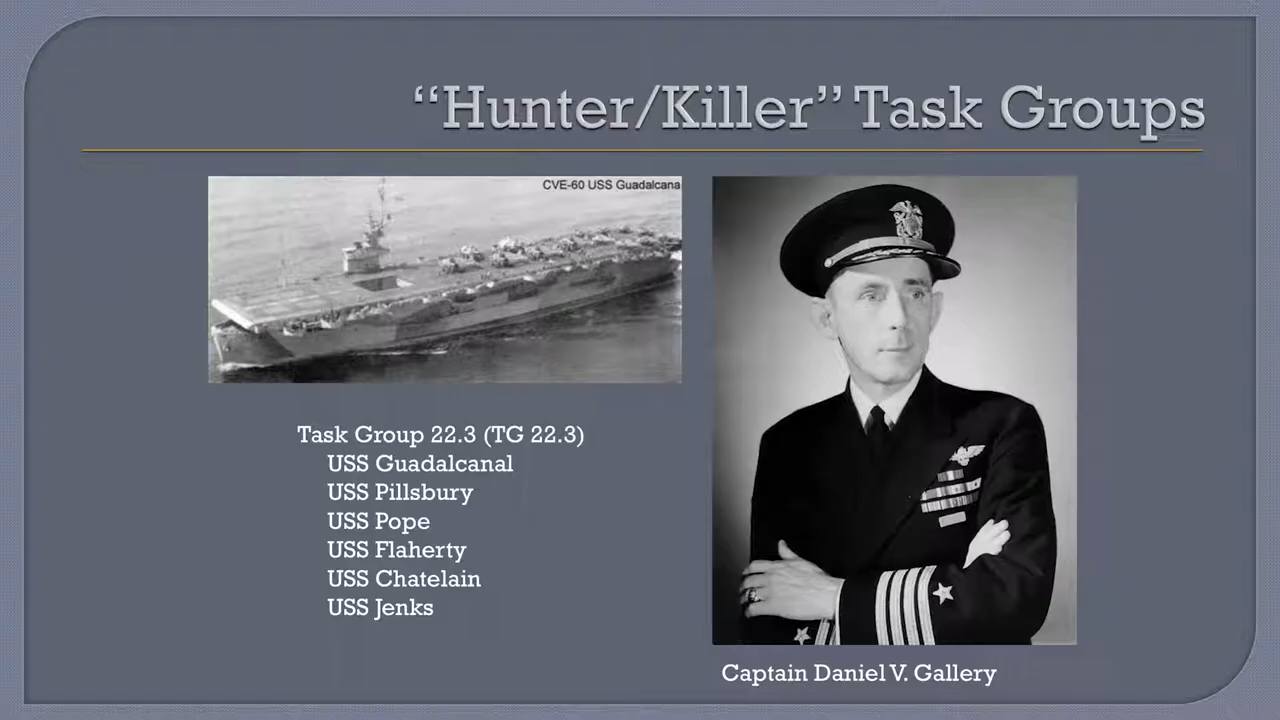 “Hunter/Killer” Task Groups
CVE-60 USS Guadalcana
Task Group 22.3 (TG 22.3)
USS Guadalcanal
USS Pillsbury
USS Pope
USS Flaherty
USS Chatelain
USS Jenks
Captain Daniel V. Gallery